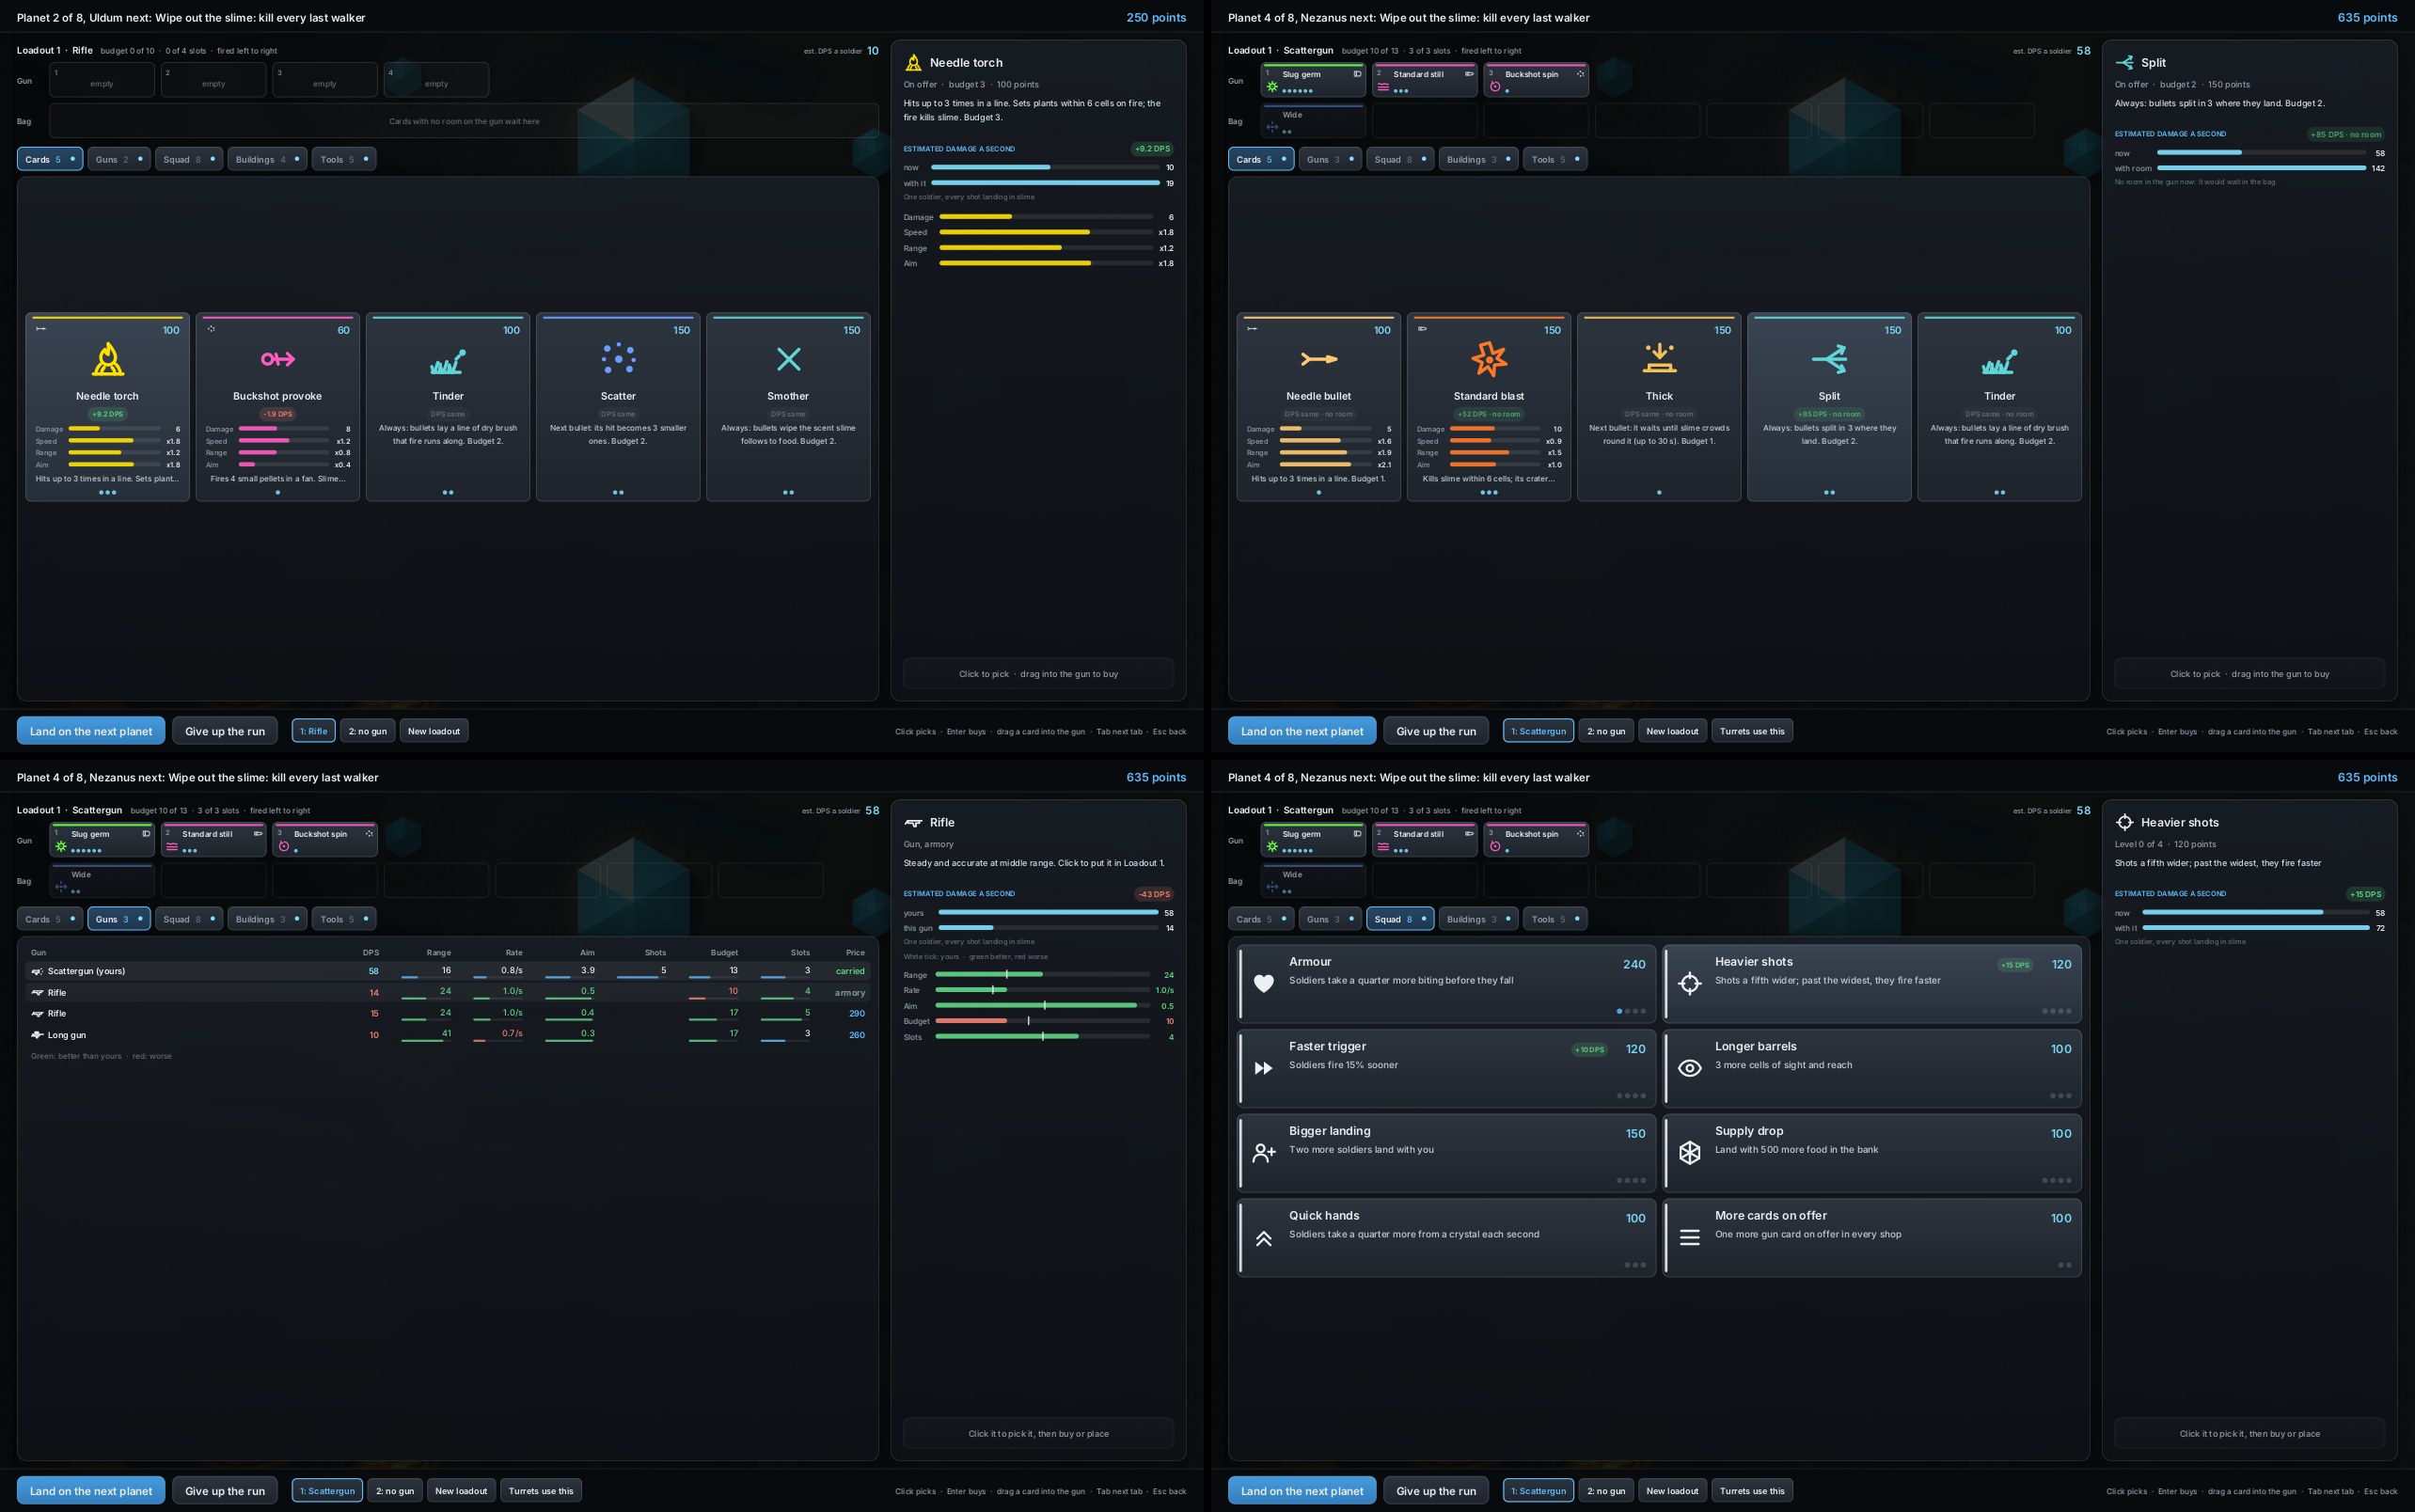 Planet 2 of 8, Uldum next: Wipe out the slime: kill every last walker
250 points
Loadout 1 · Rifle budget 0 of 10 · 0 of 4 slots · fired left to right
est. DPS a soldier 10
Gun
1 empty
2 empty
3 empty
4 empty
Bag
Cards with no room on the gun wait here
Cards 5
Guns 2
Squad 8
Buildings 4
Tools 5
100
Needle torch
+9.2 DPS
Damage 6
Speed x1.8
Range x1.2
Aim x1.8
Hits up to 3 times in a line. Sets plant...
60
Buckshot provoke
-1.9 DPS
Damage 8
Speed x1.2
Range x0.8
Aim x0.4
Fires 4 small pellets in a fan. Slime...
100
Tinder
DPS same
Always: bullets lay a line of dry brush
that fire runs along. Budget 2.
150
Scatter
DPS same
Next bullet: its hit becomes 3 smaller
ones. Budget 2.
150
Smother
DPS same
Always: bullets wipe the scent slime
follows to food. Budget 2.
Needle torch
On offer · budget 3 · 100 points
Hits up to 3 times in a line. Sets plants within 6 cells on fire; the
fire kills slime. Budget 3.
ESTIMATED DAMAGE A SECOND
+9.2 DPS
now 10
with it 19
One soldier, every shot landing in slime
Damage 6
Speed x1.8
Range x1.2
Aim x1.8
Click to pick · drag into the gun to buy
Land on the next planet
Give up the run
1: Rifle
2: no gun
New loadout
Click picks · Enter buys · drag a card into the gun · Tab next tab · Esc back
Planet 4 of 8, Nezanus next: Wipe out the slime: kill every last walker
635 points
Loadout 1 · Scattergun budget 10 of 13 · 3 of 3 slots · fired left to right
est. DPS a soldier 58
Gun
1 Slug germ
2 Standard still
3 Buckshot spin
Bag
Wide
Cards 5
Guns 3
Squad 8
Buildings 3
Tools 5
100
Needle bullet
DPS same · no room
Damage 5
Speed x1.6
Range x1.9
Aim x2.1
Hits up to 3 times in a line. Budget 1.
150
Standard blast
+52 DPS · no room
Damage 10
Speed x0.9
Range x1.5
Aim x1.0
Kills slime within 6 cells; its crater...
150
Thick
DPS same · no room
Next bullet: it waits until slime crowds
round it (up to 30 s). Budget 1.
150
Split
+85 DPS · no room
Always: bullets split in 3 where they
land. Budget 2.
100
Tinder
DPS same · no room
Always: bullets lay a line of dry brush
that fire runs along. Budget 2.
Split
On offer · budget 2 · 150 points
Always: bullets split in 3 where they land. Budget 2.
ESTIMATED DAMAGE A SECOND
+85 DPS · no room
now 58
with room 142
No room in the gun now: it would wait in the bag
Click to pick · drag into the gun to buy
Land on the next planet
Give up the run
1: Scattergun
2: no gun
New loadout
Turrets use this
Click picks · Enter buys · drag a card into the gun · Tab next tab · Esc back
Planet 4 of 8, Nezanus next: Wipe out the slime: kill every last walker
635 points
Loadout 1 · Scattergun budget 10 of 13 · 3 of 3 slots · fired left to right
est. DPS a soldier 58
Gun
1 Slug germ
2 Standard still
3 Buckshot spin
Bag
Wide
Cards 5
Guns 3
Squad 8
Buildings 3
Tools 5
Gun DPS Range Rate Aim Shots Budget Slots Price
Scattergun (yours) 58 16 0.8/s 3.9 5 13 3 carried
Rifle 14 24 1.0/s 0.5 10 4 armory
Rifle 15 24 1.0/s 0.4 17 5 290
Long gun 10 41 0.7/s 0.3 17 3 260
Green: better than yours · red: worse
Rifle
Gun, armory
Steady and accurate at middle range. Click to put it in Loadout 1.
ESTIMATED DAMAGE A SECOND
-43 DPS
yours 58
this gun 14
One soldier, every shot landing in slime
White tick: yours · green better, red worse
Range 24
Rate 1.0/s
Aim 0.5
Budget 10
Slots 4
Click it to pick it, then buy or place
Land on the next planet
Give up the run
1: Scattergun
2: no gun
New loadout
Turrets use this
Click picks · Enter buys · drag a card into the gun · Tab next tab · Esc back
Planet 4 of 8, Nezanus next: Wipe out the slime: kill every last walker
635 points
Loadout 1 · Scattergun budget 10 of 13 · 3 of 3 slots · fired left to right
est. DPS a soldier 58
Gun
1 Slug germ
2 Standard still
3 Buckshot spin
Bag
Wide
Cards 5
Guns 3
Squad 8
Buildings 3
Tools 5
Armour 240
Soldiers take a quarter more biting before they fall
Heavier shots +15 DPS 120
Shots a fifth wider; past the widest, they fire faster
Faster trigger +10 DPS 120
Soldiers fire 15% sooner
Longer barrels 100
3 more cells of sight and reach
Bigger landing 150
Two more soldiers land with you
Supply drop 100
Land with 500 more food in the bank
Quick hands 100
Soldiers take a quarter more from a crystal each second
More cards on offer 100
One more gun card on offer in every shop
Heavier shots
Level 0 of 4 · 120 points
Shots a fifth wider; past the widest, they fire faster
ESTIMATED DAMAGE A SECOND
+15 DPS
now 58
with it 72
One soldier, every shot landing in slime
Click it to pick it, then buy or place
Land on the next planet
Give up the run
1: Scattergun
2: no gun
New loadout
Turrets use this
Click picks · Enter buys · drag a card into the gun · Tab next tab · Esc back